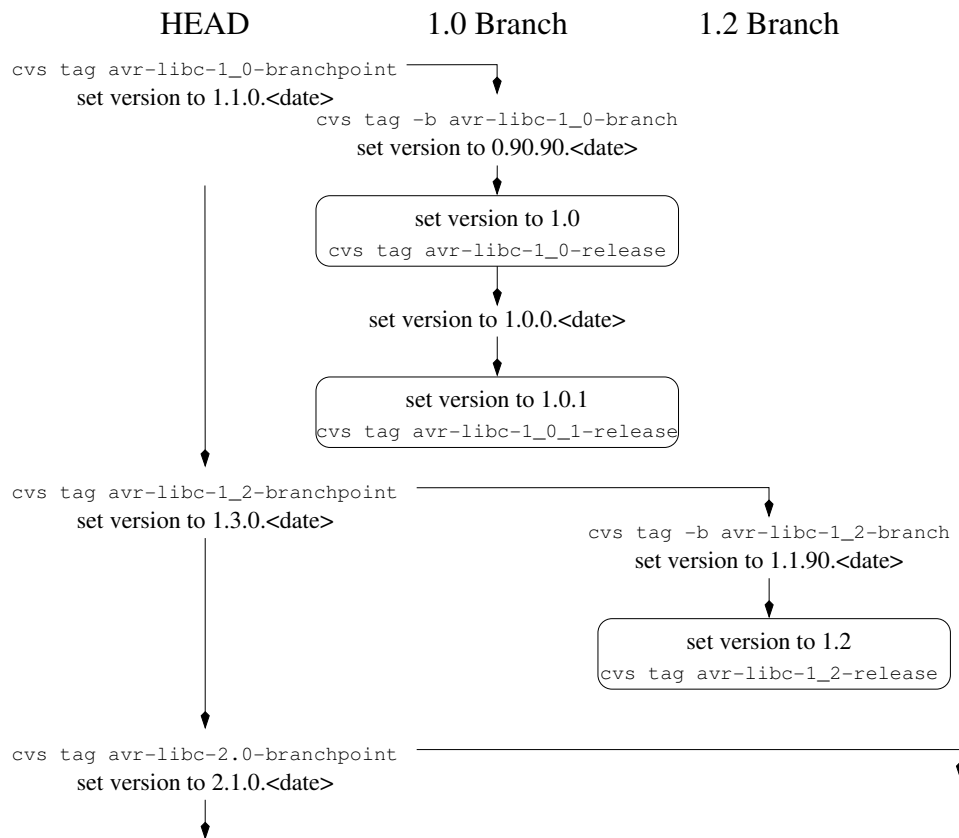 HEAD
1.0 Branch
1.2 Branch
cvs tag avr-libc-1_0-branchpoint
set version to 1.1.0.<date>
cvs tag -b avr-libc-1_0-branch
set version to 0.90.90.<date>
set version to 1.0
cvs tag avr-libc-1_0-release
set version to 1.0.0.<date>
set version to 1.0.1
cvs tag avr-libc-1_0_1-release
cvs tag avr-libc-1_2-branchpoint
set version to 1.3.0.<date>
cvs tag -b avr-libc-1_2-branch
set version to 1.1.90.<date>
set version to 1.2
cvs tag avr-libc-1_2-release
cvs tag avr-libc-2.0-branchpoint
set version to 2.1.0.<date>